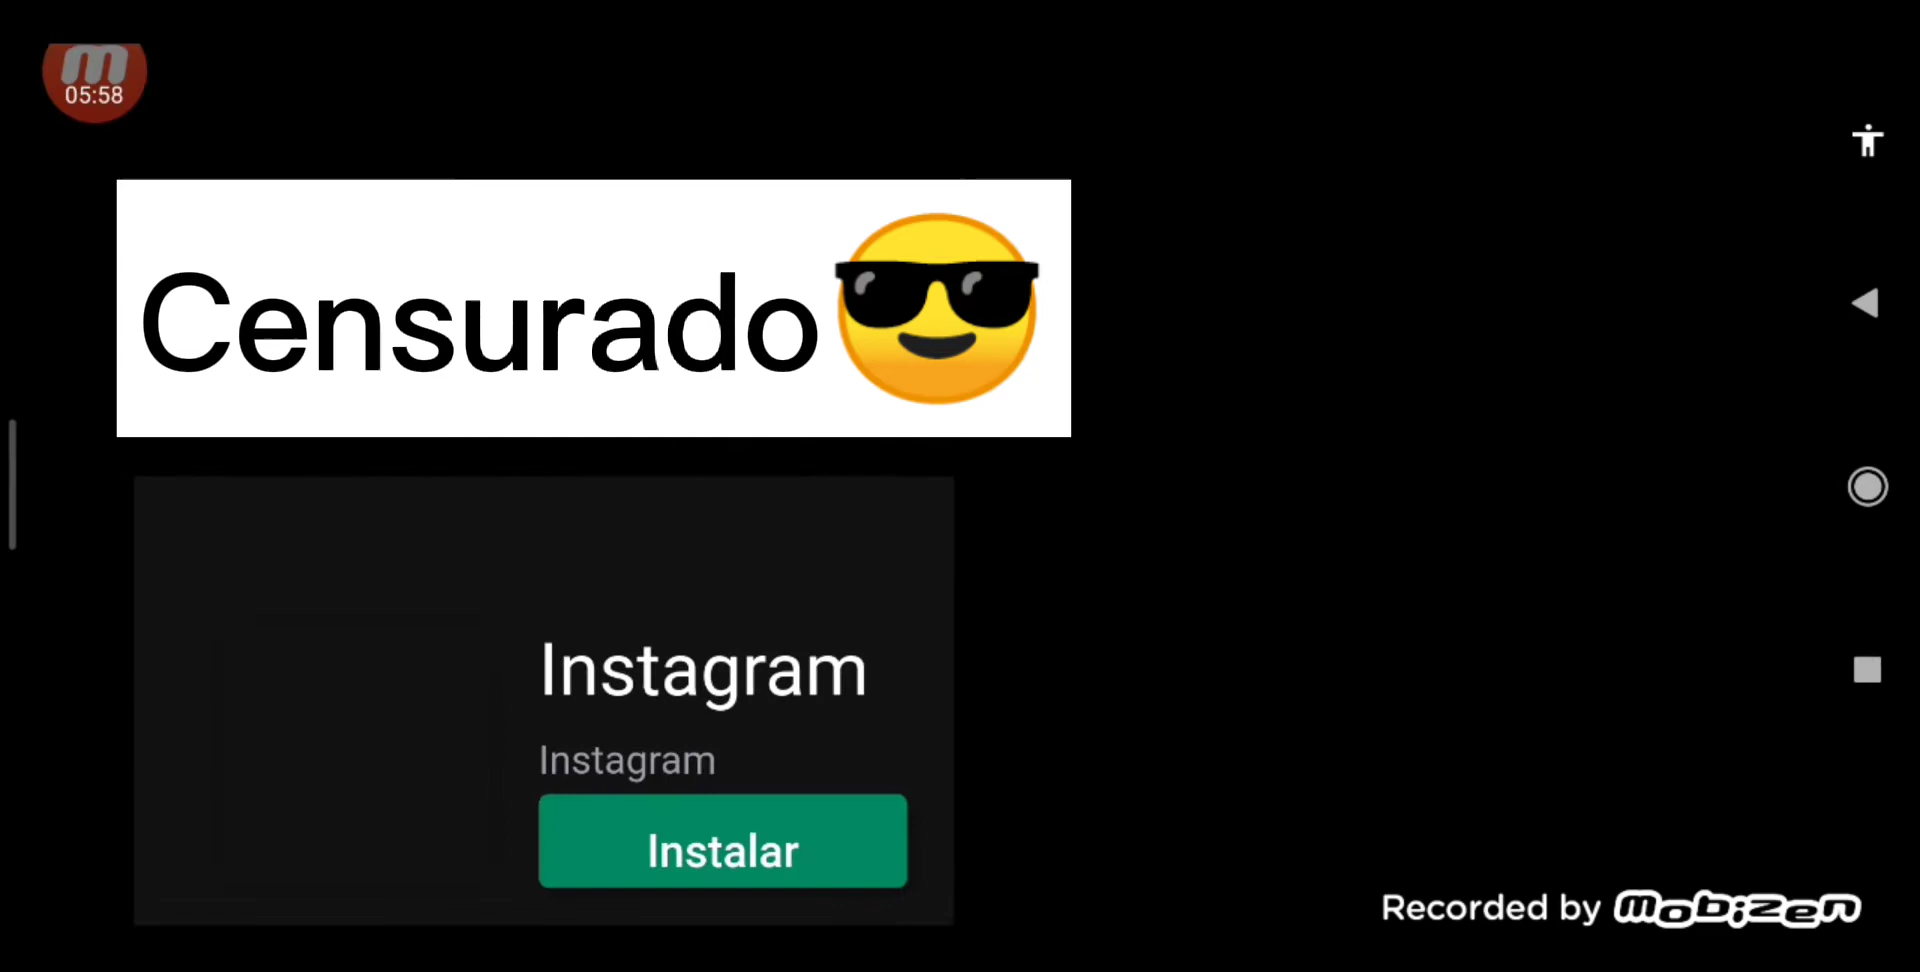 m
05:58
Censurado😎
Instagram
Instagram
Instalar
Recorded by mobizen